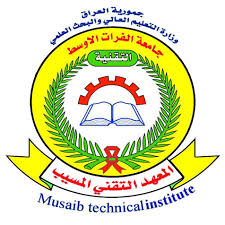 جمهورية العراق
وزارة التعليم العالي والبحث العلمي
جامعة الفرات الاوسط
التقنية
المعهد التقني المسيب
Musaib technical institute